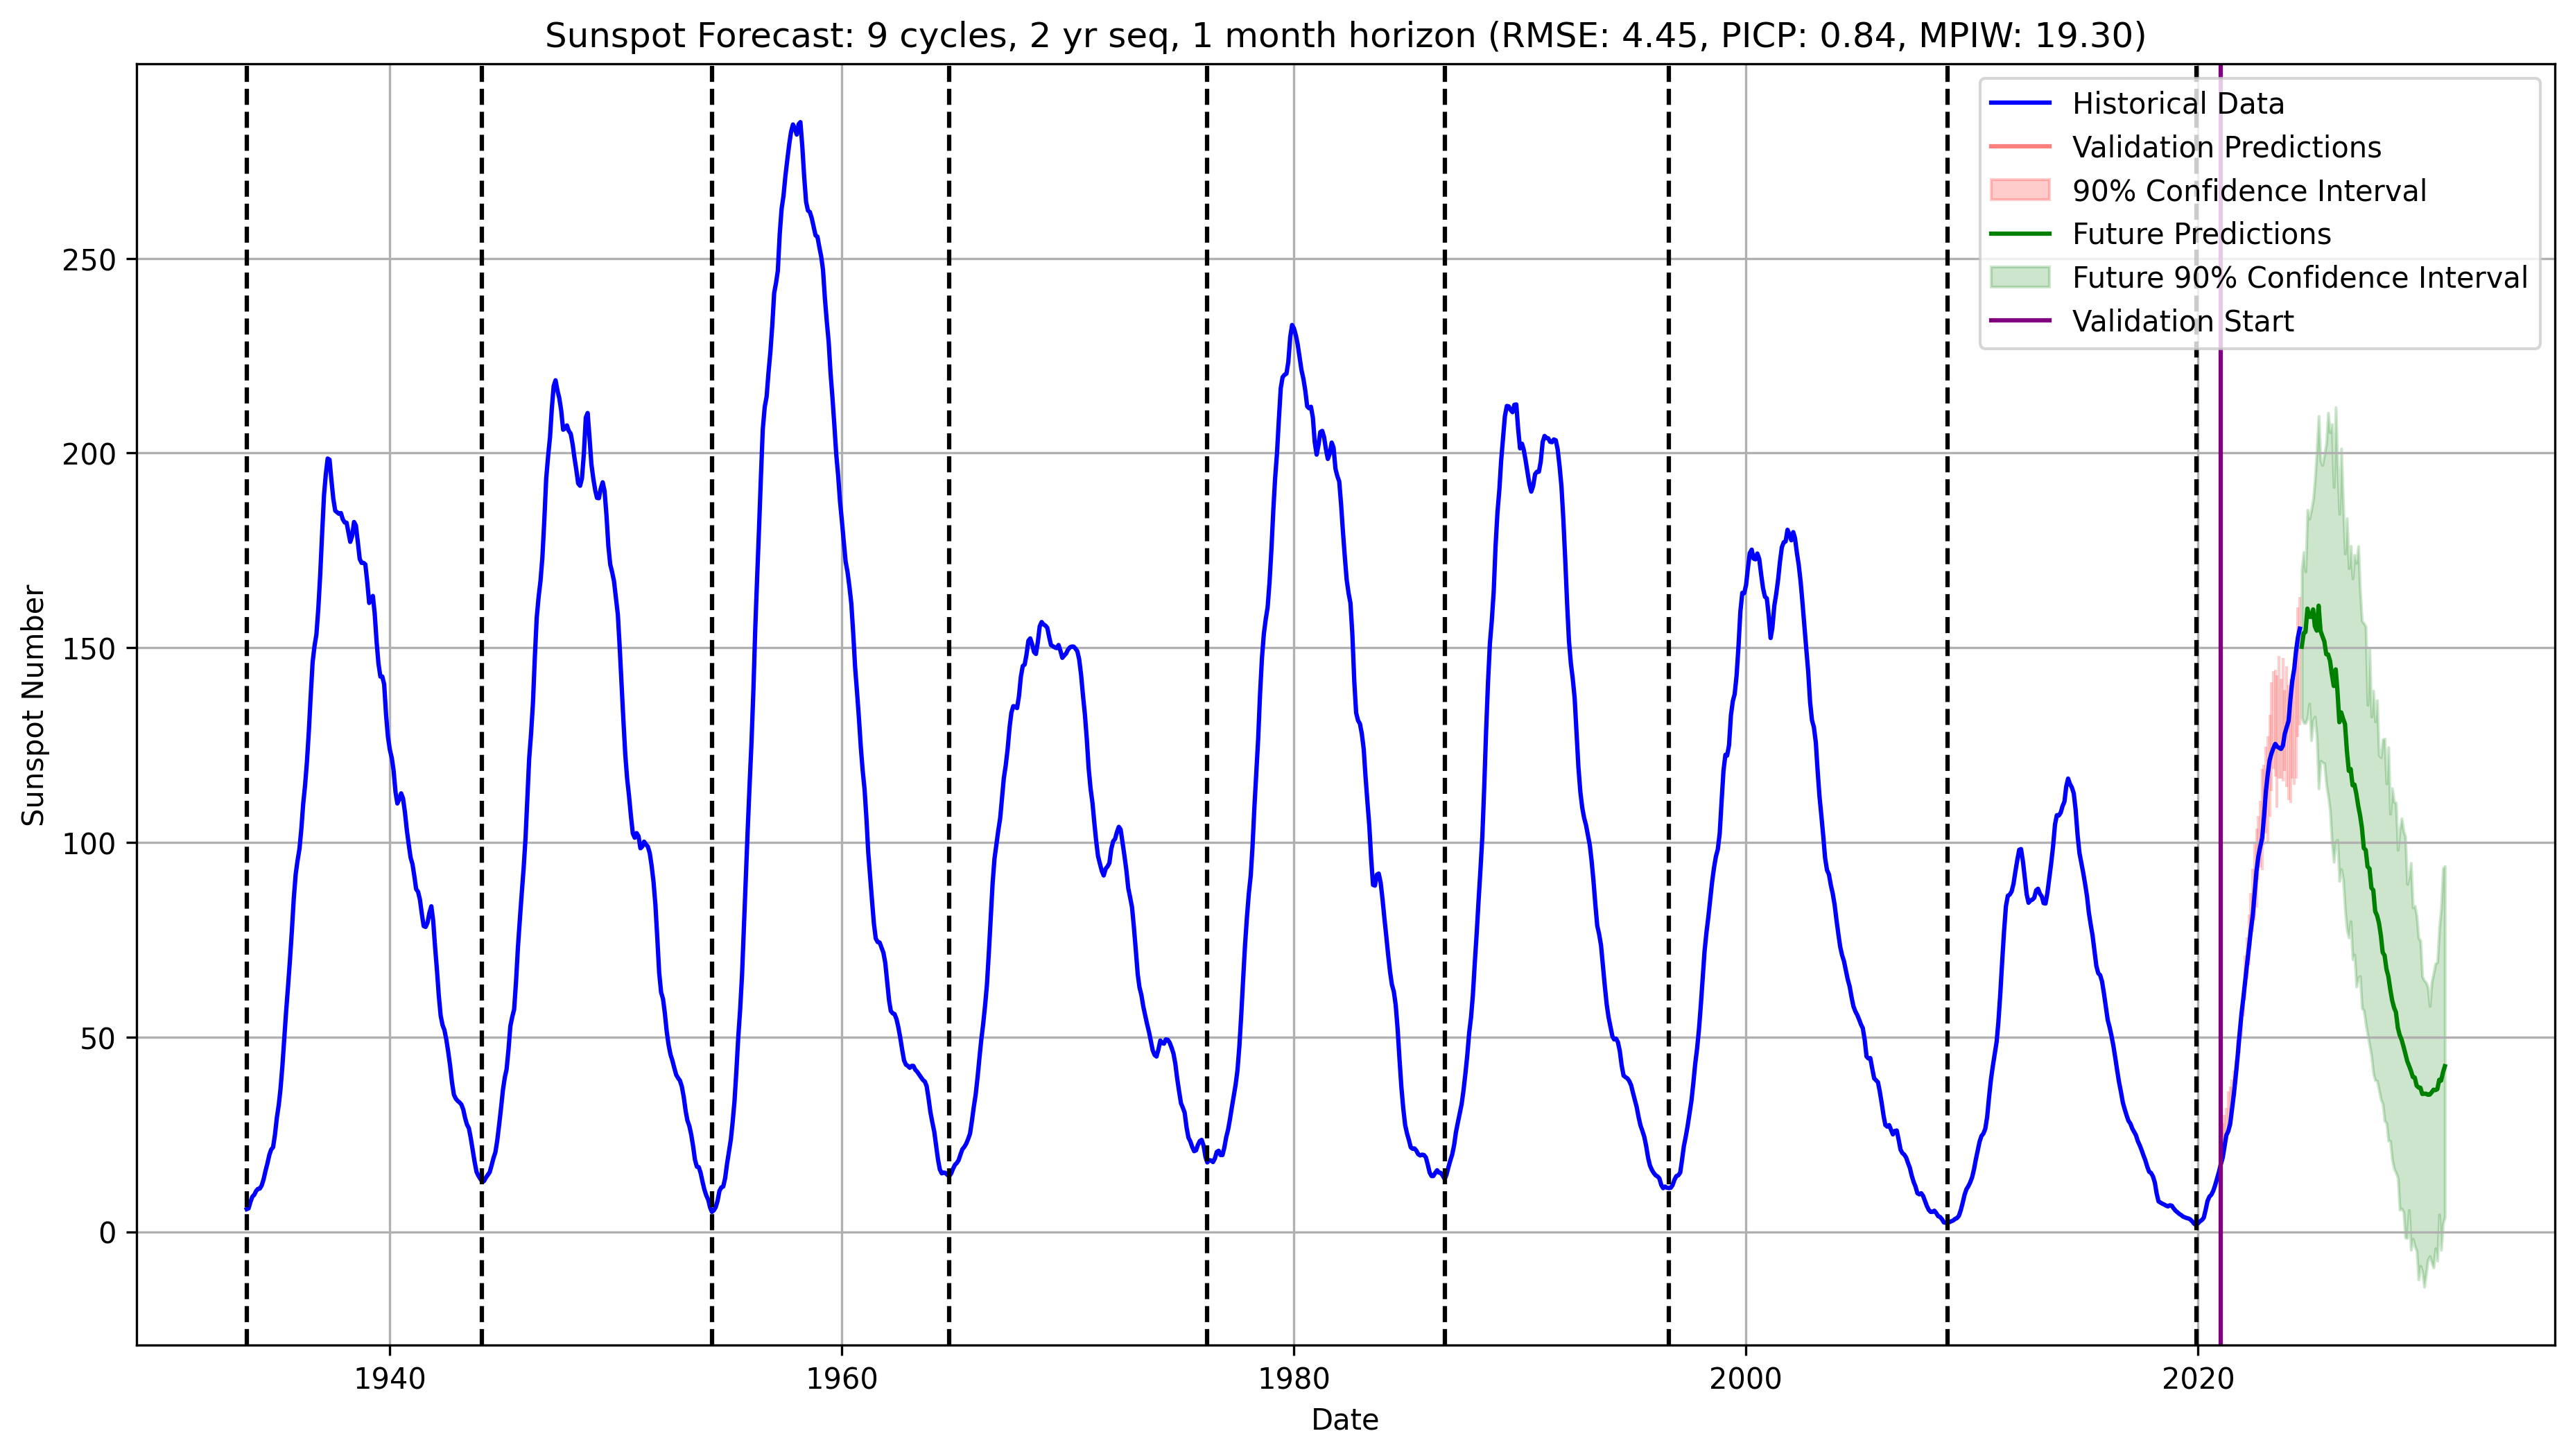 Sunspot Forecast: 9 cycles, 2 yr seq, 1 month horizon (RMSE: 4.45, PICP: 0.84, MPIW: 19.30)
Historical Data
Validation Predictions
90% Confidence Interval
Future Predictions
Future 90% Confidence Interval
Validation Start
Sunspot Number
250
200
150
100
50
0
1940
1960
1980
2000
2020
Date